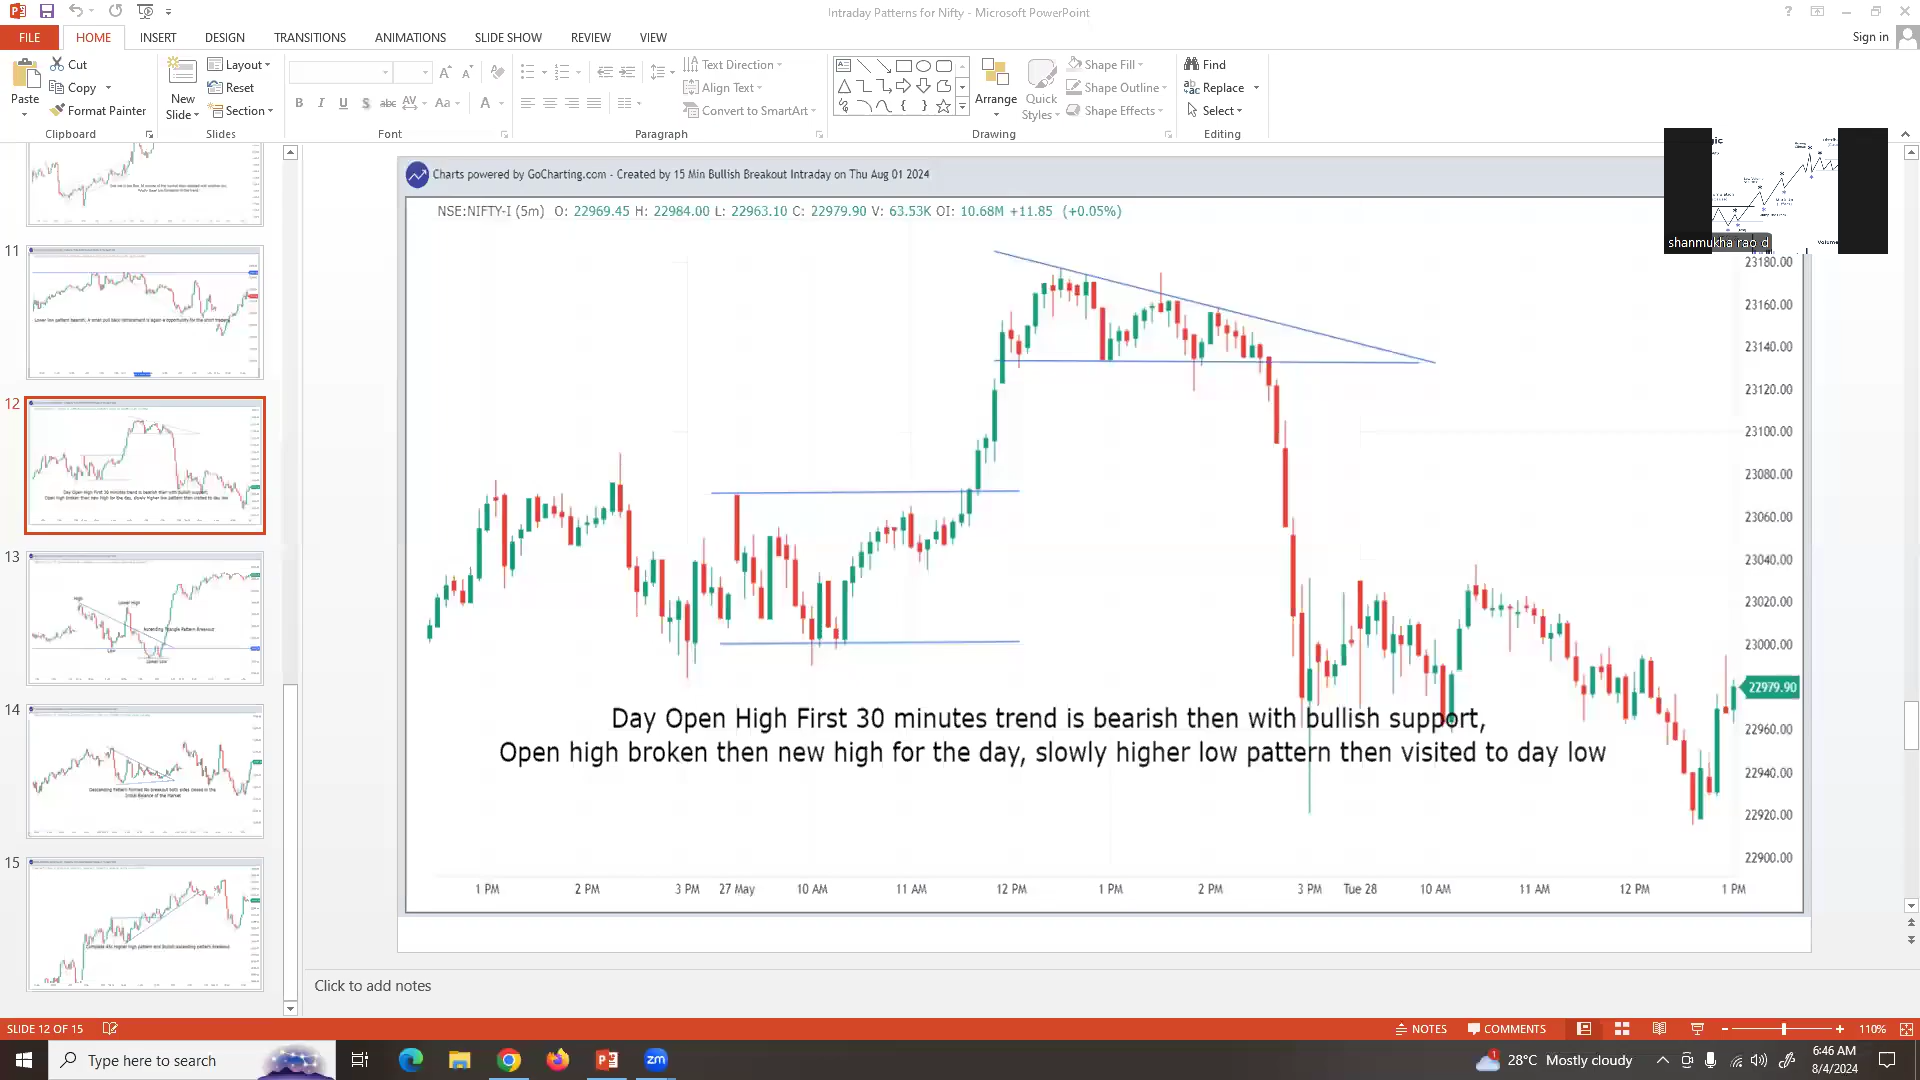 Intraday Patterns for Nifty - Microsoft PowerPoint
FILE HOME INSERT DESIGN TRANSITIONS ANIMATIONS SLIDE SHOW REVIEW VIEW
Sign in
Paste
Cut
Copy
Format Painter
Clipboard
New Slide
Layout
Reset
Section
Slides
Font
Text Direction
Align Text
Convert to SmartArt
Paragraph
Arrange
Quick Styles
Shape Fill
Shape Outline
Shape Effects
Drawing
Find
Replace
Select
Editing
shanmukha rao d
11
12
13
14
15
Charts powered by GoCharting.com - Created by 15 Min Bullish Breakout Intraday on Thu Aug 01 2024
NSE:NIFTY-I (5m) O: 22969.45 H: 22984.00 L: 22963.10 C: 22979.90 V: 63.53K OI: 10.68M +11.85 (+0.05%)
23180.00
23160.00
23140.00
23120.00
23100.00
23080.00
23060.00
23040.00
23020.00
23000.00
22979.90
22960.00
22940.00
22920.00
22900.00
Day Open High First 30 minutes trend is bearish then with bullish support,
Open high broken then new high for the day, slowly higher low pattern then visited to day low
1 PM 2 PM 3 PM 27 May 10 AM 11 AM 12 PM 1 PM 2 PM 3 PM Tue 28 10 AM 11 AM 12 PM 1 PM
Click to add notes
SLIDE 12 OF 15
NOTES COMMENTS 110%
Type here to search
28°C Mostly cloudy
6:46 AM
8/4/2024